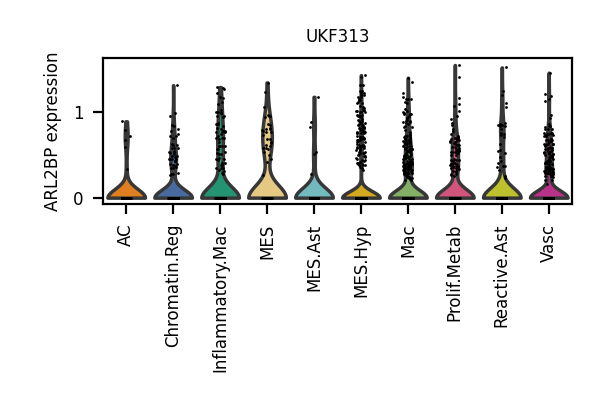 UKF313
ARL2BP expression
1
0
AC
Chromatin.Reg
Inflammatory.Mac
MES
MES.Ast
MES.Hyp
Mac
Prolif.Metab
Reactive.Ast
Vasc